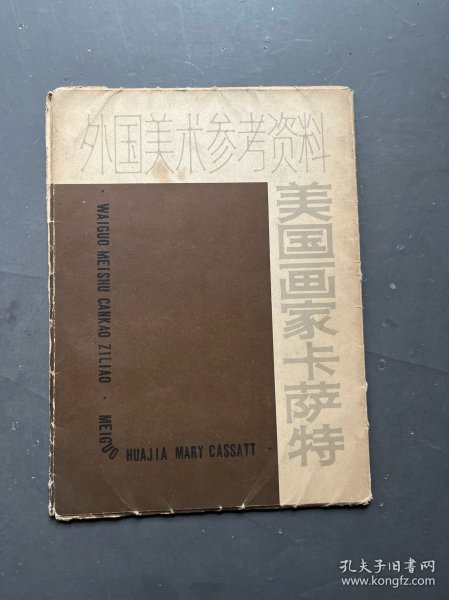 外国美术参考资料
美国画家卡萨特
· WAIGUO MEISHU CANKAO ZILIAO · MEIGUO HUAJIA MARY CASSATT ·
孔夫子旧书网
www.kongfz.com